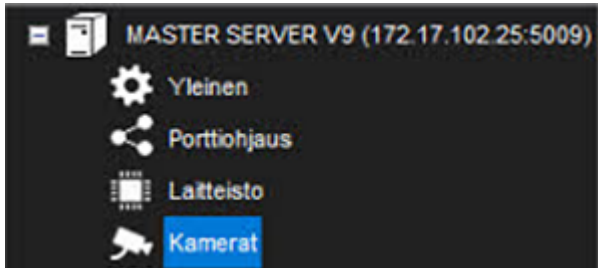 MASTER SERVER V9 (172.17.102.25:5009)
Yleinen
Porttiohjaus
Laitteisto
Kamerat